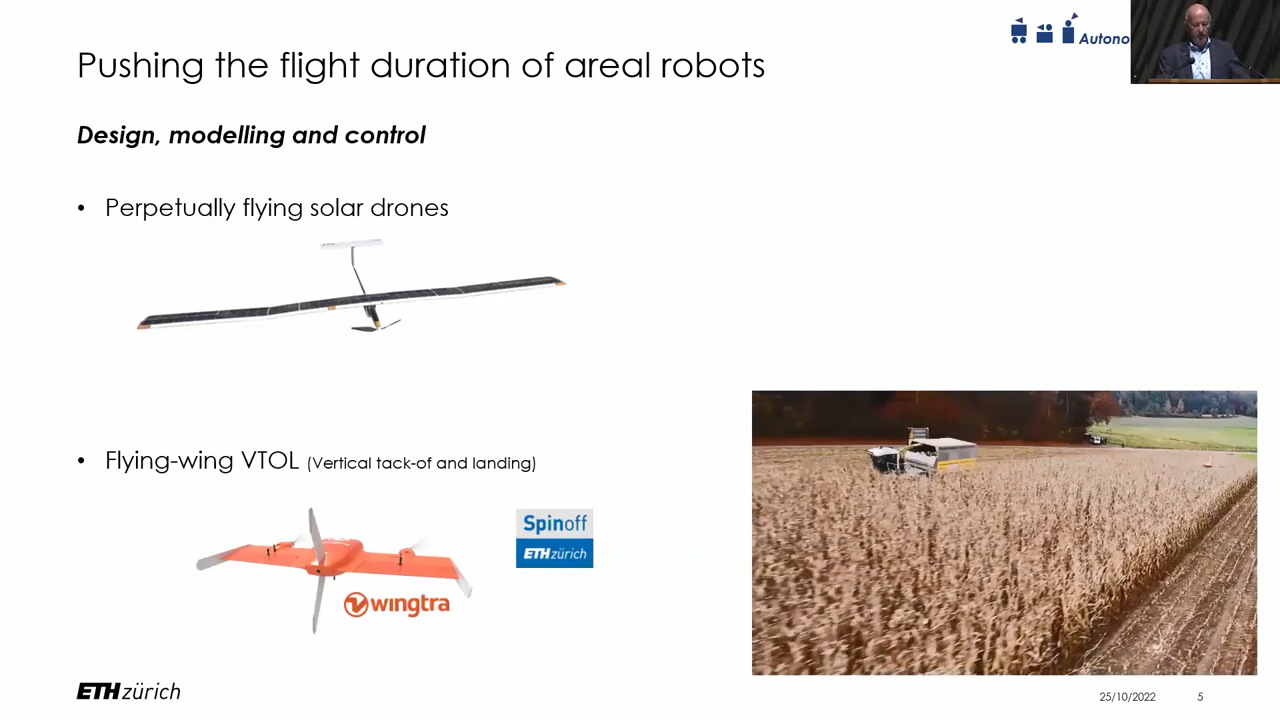 Autono
Pushing the flight duration of areal robots
Design, modelling and control
• Perpetually flying solar drones
• Flying-wing VTOL (Vertical tack-of and landing)
Spinoff
ETH zürich
wingtra
ETH zürich
25/10/2022
5